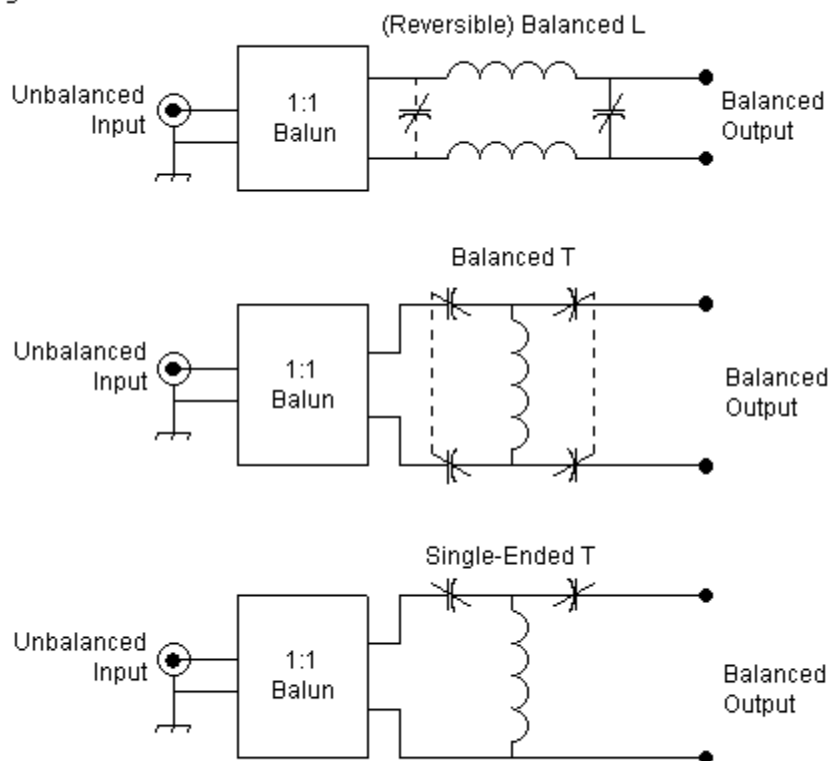 (Reversible) Balanced L
Unbalanced
Input
1:1
Balun
Balanced
Output
Balanced T
Unbalanced
Input
1:1
Balun
Balanced
Output
Single-Ended T
Unbalanced
Input
1:1
Balun
Balanced
Output